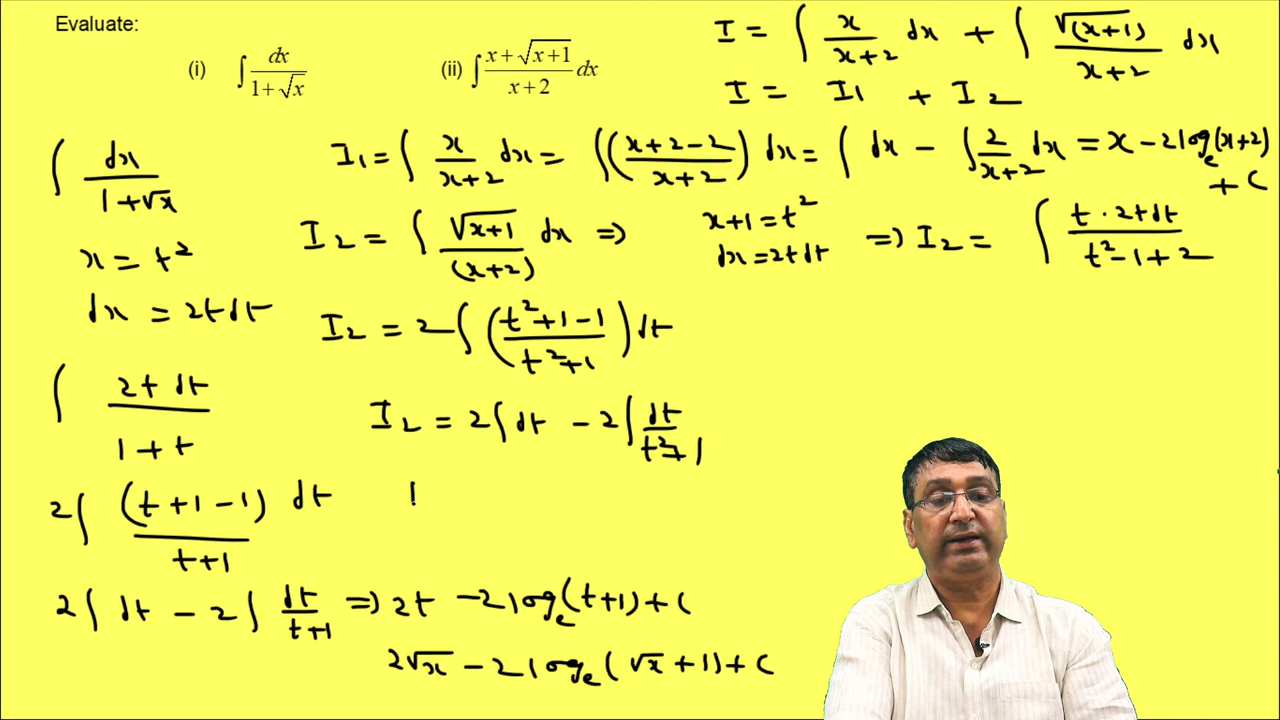 Evaluate:
(i) ∫ dx/(1+√x)
(ii) ∫ (x+√(x+1))/(x+2) dx
I = ∫ x/(x+2) dx + ∫ √(x+1)/(x+2) dx
I = I1 + I2
∫ dx/(1+√x)
x = t²
dx = 2t dt
∫ 2t dt/(1+t)
2∫ (t+1-1) dt/(t+1)
2∫ dt - 2∫ dt/(t+1) => 2t - 2 log_e(t+1) + C
2√x - 2 log_e(√x + 1) + C
I1 = ∫ x/(x+2) dx = ∫((x+2-2)/(x+2)) dx = ∫ dx - ∫ 2/(x+2) dx = x - 2 log_e(x+2) + C
I2 = ∫ √(x+1)/(x+2) dx => x+1 = t²
dx = 2t dt => I2 = ∫ t·2t dt/(t²-1+2)
I2 = 2∫((t²+1-1)/(t²+1)) dt
I2 = 2∫ dt - 2∫ dt/(t²+1)